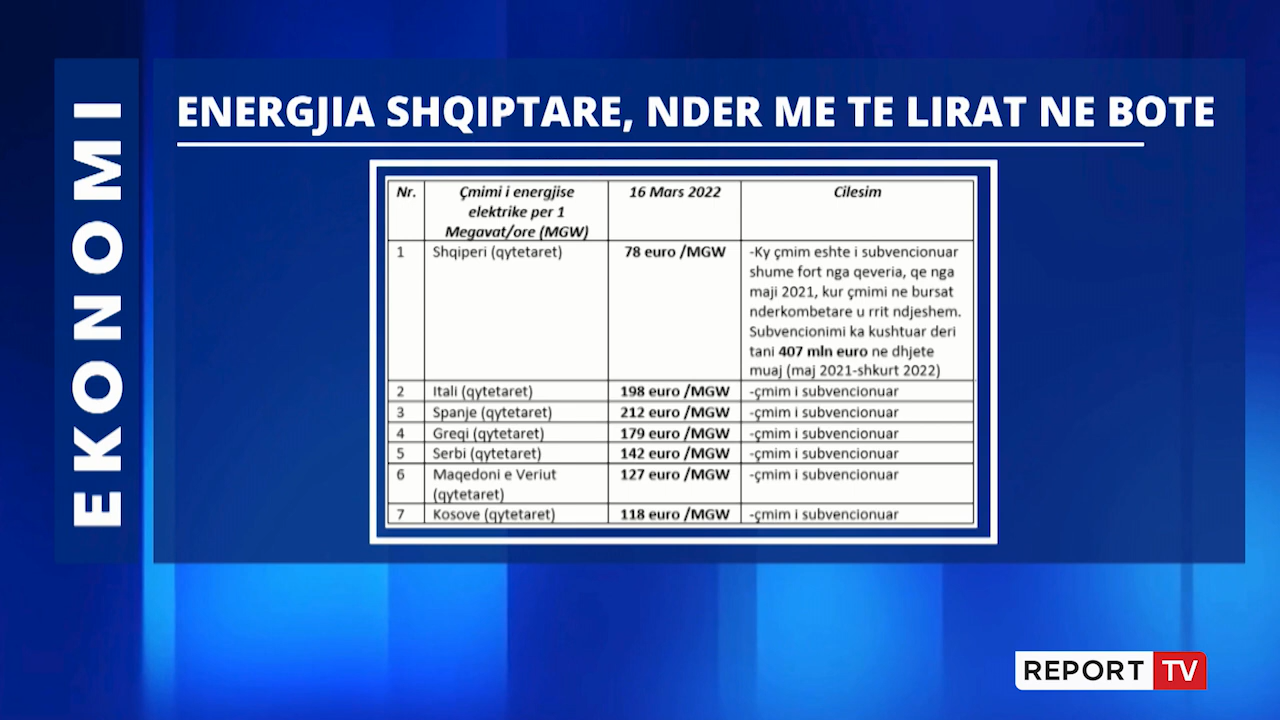 EKONOMI
ENERGJIA SHQIPTARE, NDER ME TE LIRAT NE BOTE
Nr.
Çmimi i energjise
elektrike per 1
Megavat/ore (MGW)
16 Mars 2022
Cilesim
1
Shqiperi (qytetaret)
78 euro /MGW
-Ky çmim eshte i subvencionuar
shume fort nga qeveria, qe nga
maji 2021, kur çmimi ne bursat
nderkombetare u rrit ndjeshem.
Subvencionimi ka kushtuar deri
tani 407 mln euro ne dhjete
muaj (maj 2021-shkurt 2022)
2 Itali (qytetaret) 198 euro /MGW -çmim i subvencionuar
3 Spanje (qytetaret) 212 euro /MGW -çmim i subvencionuar
4 Greqi (qytetaret) 179 euro /MGW -çmim i subvencionuar
5 Serbi (qytetaret) 142 euro /MGW -çmim i subvencionuar
6 Maqedoni e Veriut 127 euro /MGW -çmim i subvencionuar
(qytetaret)
7 Kosove (qytetaret) 118 euro /MGW -çmim i subvencionuar
REPORT TV